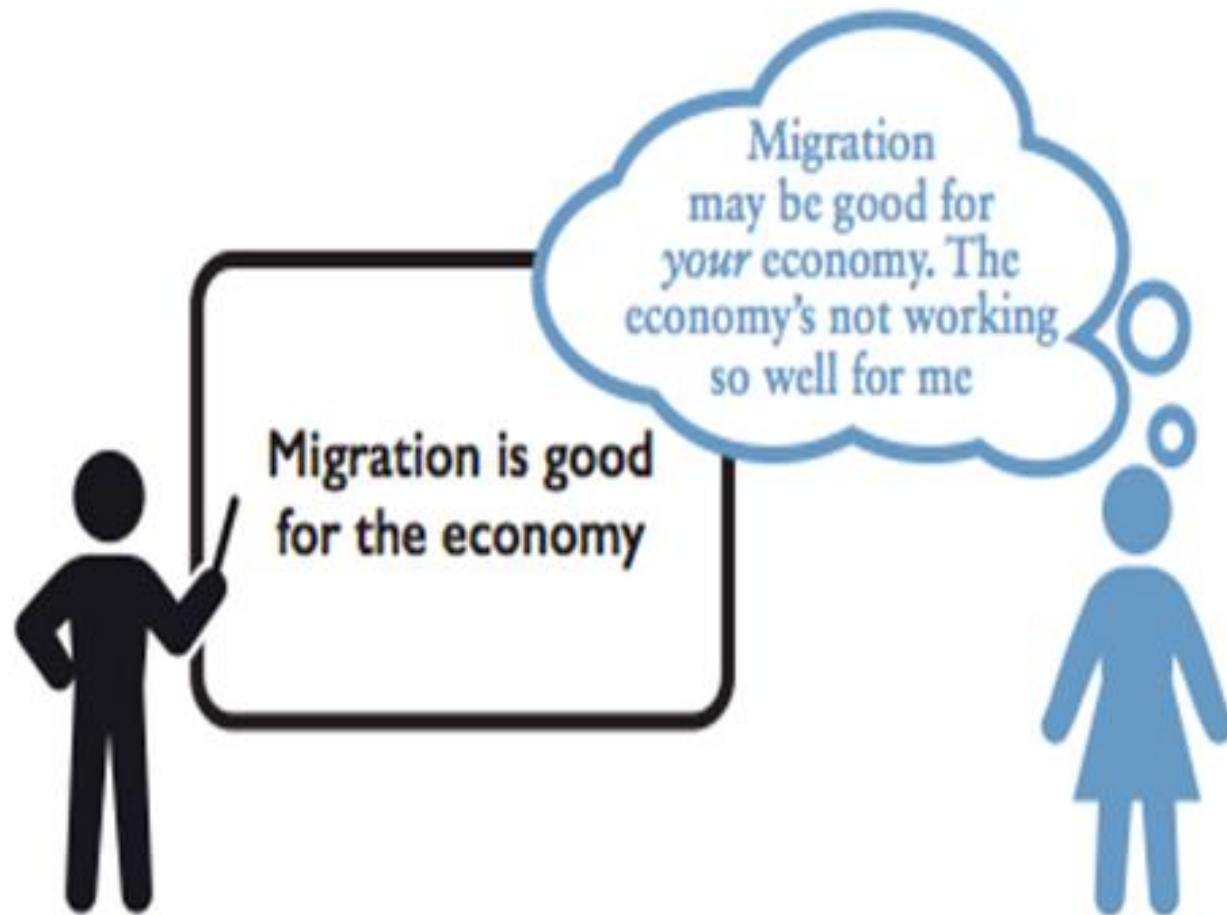 Migration
may be good for
your economy. The
economy's not working
so well for me
Migration is good
for the economy